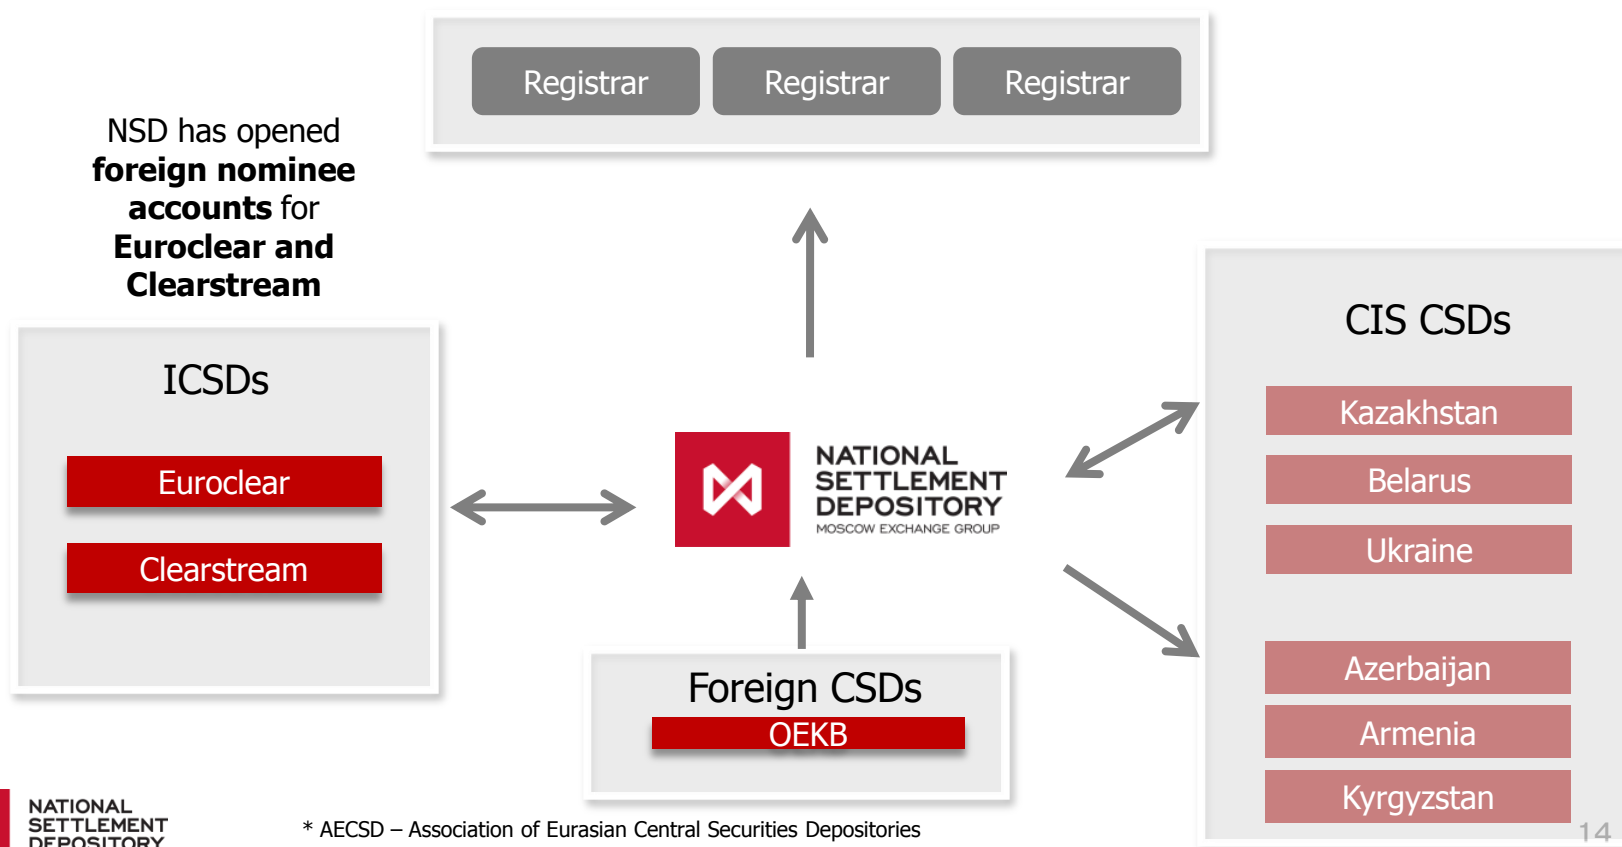 Registrar
Registrar
Registrar
NSD has opened
foreign nominee
accounts for
Euroclear and
Clearstream
ICSDs
Euroclear
Clearstream
NATIONAL
SETTLEMENT
DEPOSITORY
MOSCOW EXCHANGE GROUP
Foreign CSDs
OEKB
CIS CSDs
Kazakhstan
Belarus
Ukraine
Azerbaijan
Armenia
Kyrgyzstan
NATIONAL
SETTLEMENT
DEPOSITORY
* AECSD – Association of Eurasian Central Securities Depositories
14